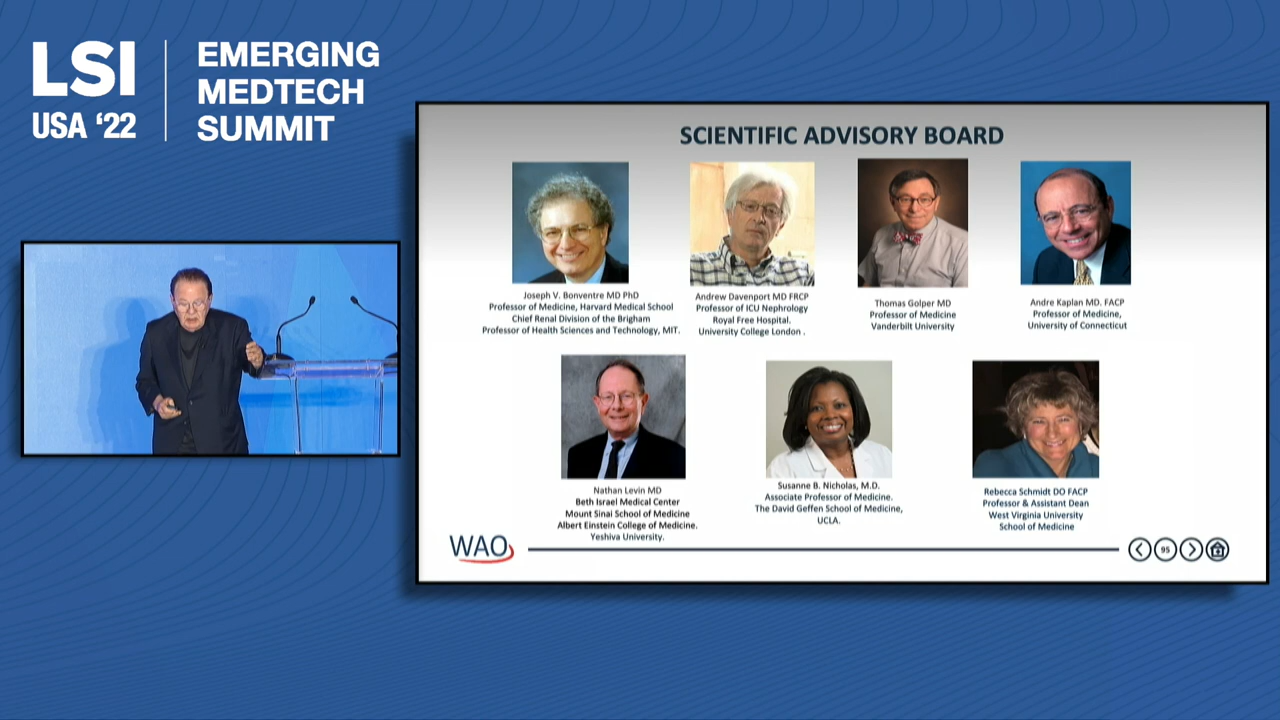 LSI
USA ‘22
EMERGING
MEDTECH
SUMMIT
SCIENTIFIC ADVISORY BOARD
Joseph V. Bonventre MD PhD
Professor of Medicine, Harvard Medical School
Chief Renal Division of the Brigham
Professor of Health Sciences and Technology, MIT.
Andrew Davenport MD FRCP
Professor of ICU Nephrology
Royal Free Hospital.
University College London .
Thomas Golper MD
Professor of Medicine
Vanderbilt University
Andre Kaplan MD. FACP
Professor of Medicine,
University of Connecticut
Nathan Levin MD
Beth Israel Medical Center
Mount Sinai School of Medicine
Albert Einstein College of Medicine.
Yeshiva University.
Susanne B. Nicholas, M.D.
Associate Professor of Medicine.
The David Geffen School of Medicine,
UCLA.
Rebecca Schmidt DO FACP
Professor & Assistant Dean
West Virginia University
School of Medicine
WAO
95